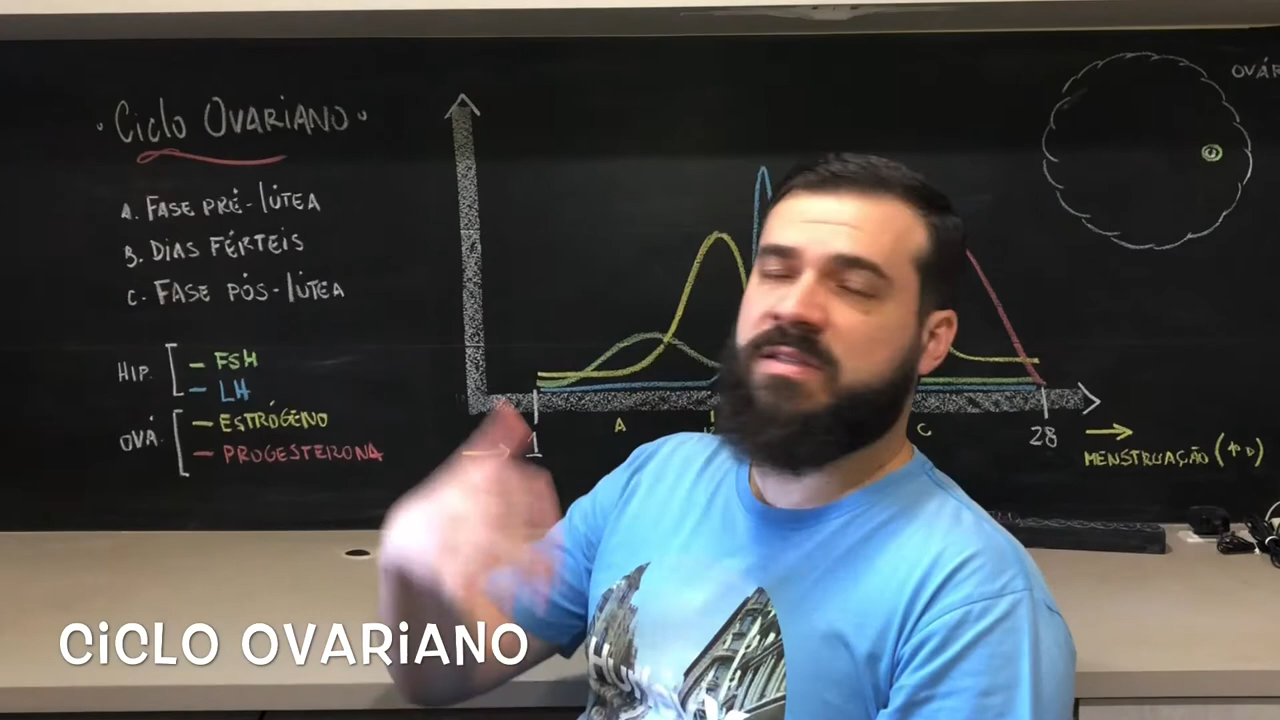 · Ciclo OVARIANO ·
A. FASE PRÉ-lÚTEA
B. DIAS FÉRTEIS
C. FASE PÓS-lÚTEA
HIP.
— FSH
— LH
OVÁ.
— ESTRÓGENO
— PROGESTERONA
A
C
1
28
MENSTRUAÇÃO (4 D)
CiCLO OVARiANO